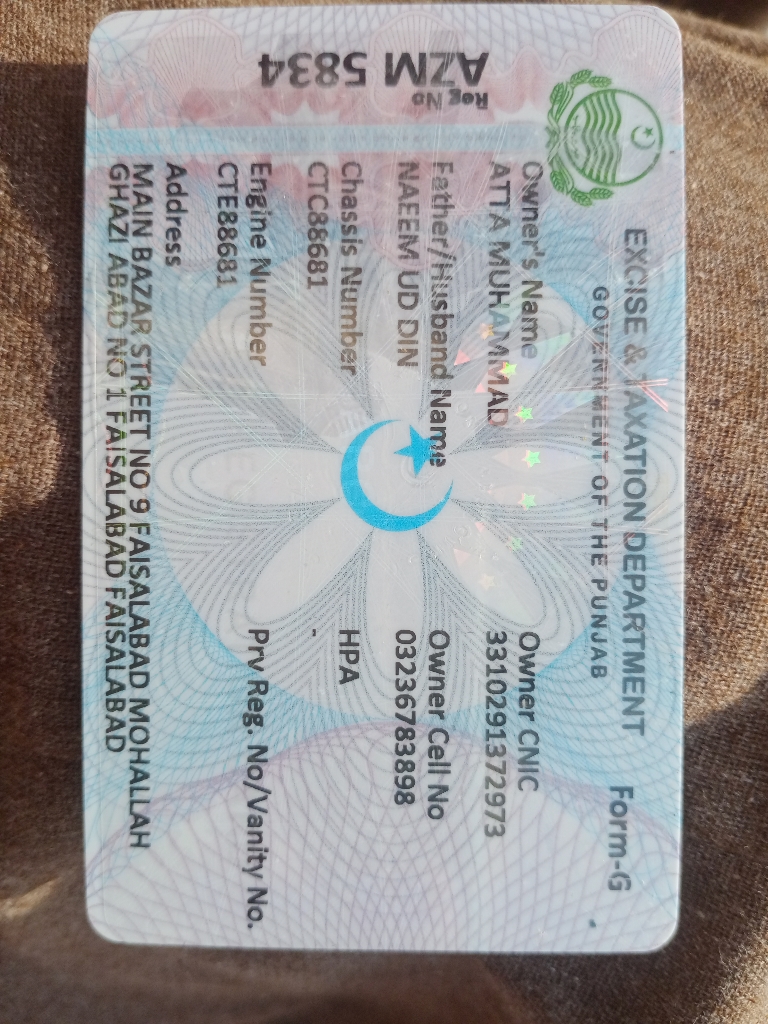 EXCISE & TAXATION DEPARTMENT Form-G
GOVERNMENT OF THE PUNJAB
Reg No
AZM 5834
Owner's Name Owner CNIC
ATTA MUHAMMAD 3310291372973
Father/Husband Name Owner Cell No
NAEEM UD DIN 03236783898
Chassis Number HPA
CTC88681 -
Engine Number Prv Reg. No/Vanity No.
CTE88681
Address
MAIN BAZAR STREET NO 9 FAISALABAD MOHALLAH
GHAZI ABAD NO 1 FAISALABAD FAISALABAD